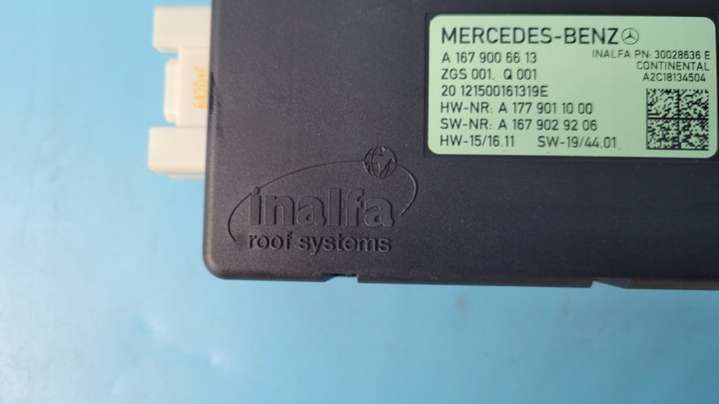 MERCEDES-BENZ
A 167 900 66 13
ZGS 001, Q 001
20 121500161319E
HW-NR: A 177 901 10 00
SW-NR: A 167 902 92 06
HW-15/16.11 SW-19/44.01
INALFA PN: 30028636 E
CONTINENTAL
A2C18134504
inalfa
roof systems